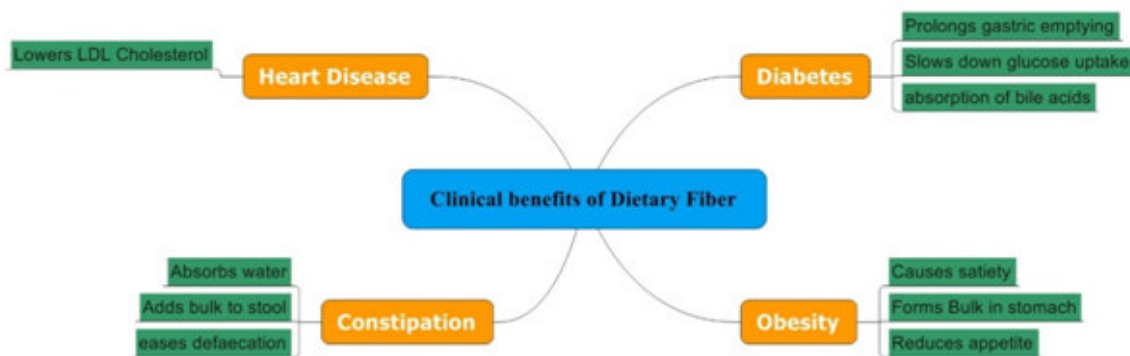 Lowers LDL Cholesterol
Heart Disease
Prolongs gastric emptying
Slows down glucose uptake
absorption of bile acids
Diabetes
Clinical benefits of Dietary Fiber
Absorbs water
Adds bulk to stool
eases defaecation
Constipation
Causes satiety
Forms Bulk in stomach
Reduces appetite
Obesity